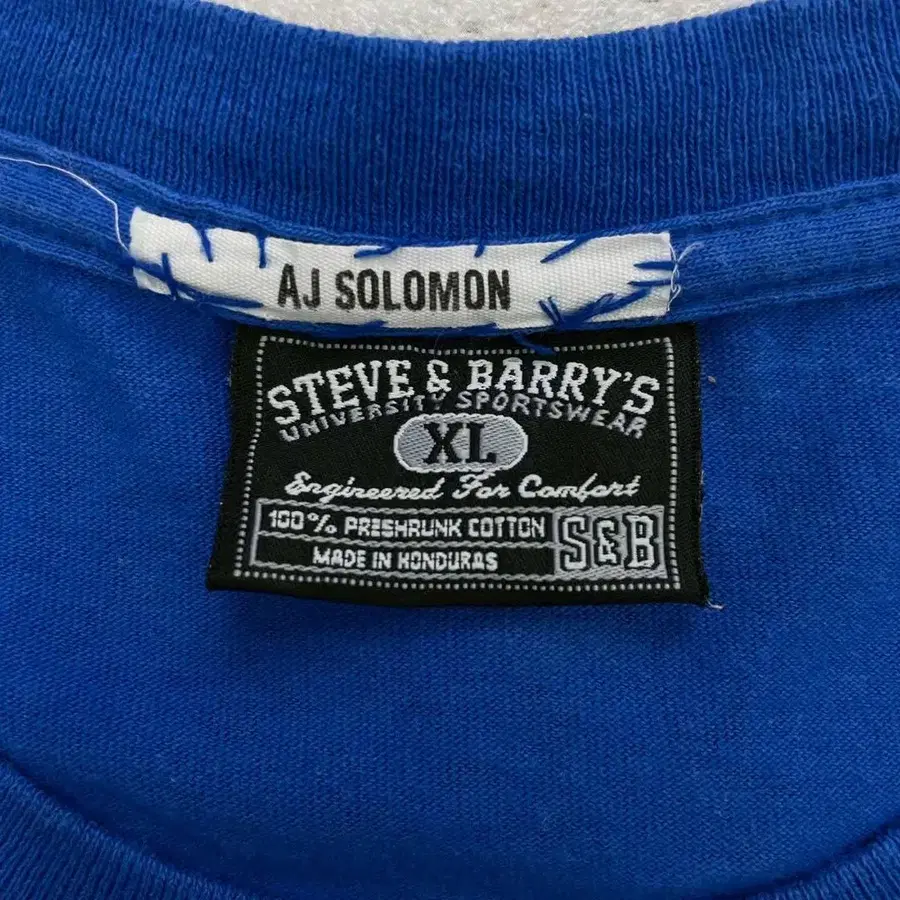 AJ SOLOMON
STEVE & BARRY'S
UNIVERSITY SPORTSWEAR
XL
Engineered For Comfort
100% PRESHRUNK COTTON
MADE IN HONDURAS
S&B